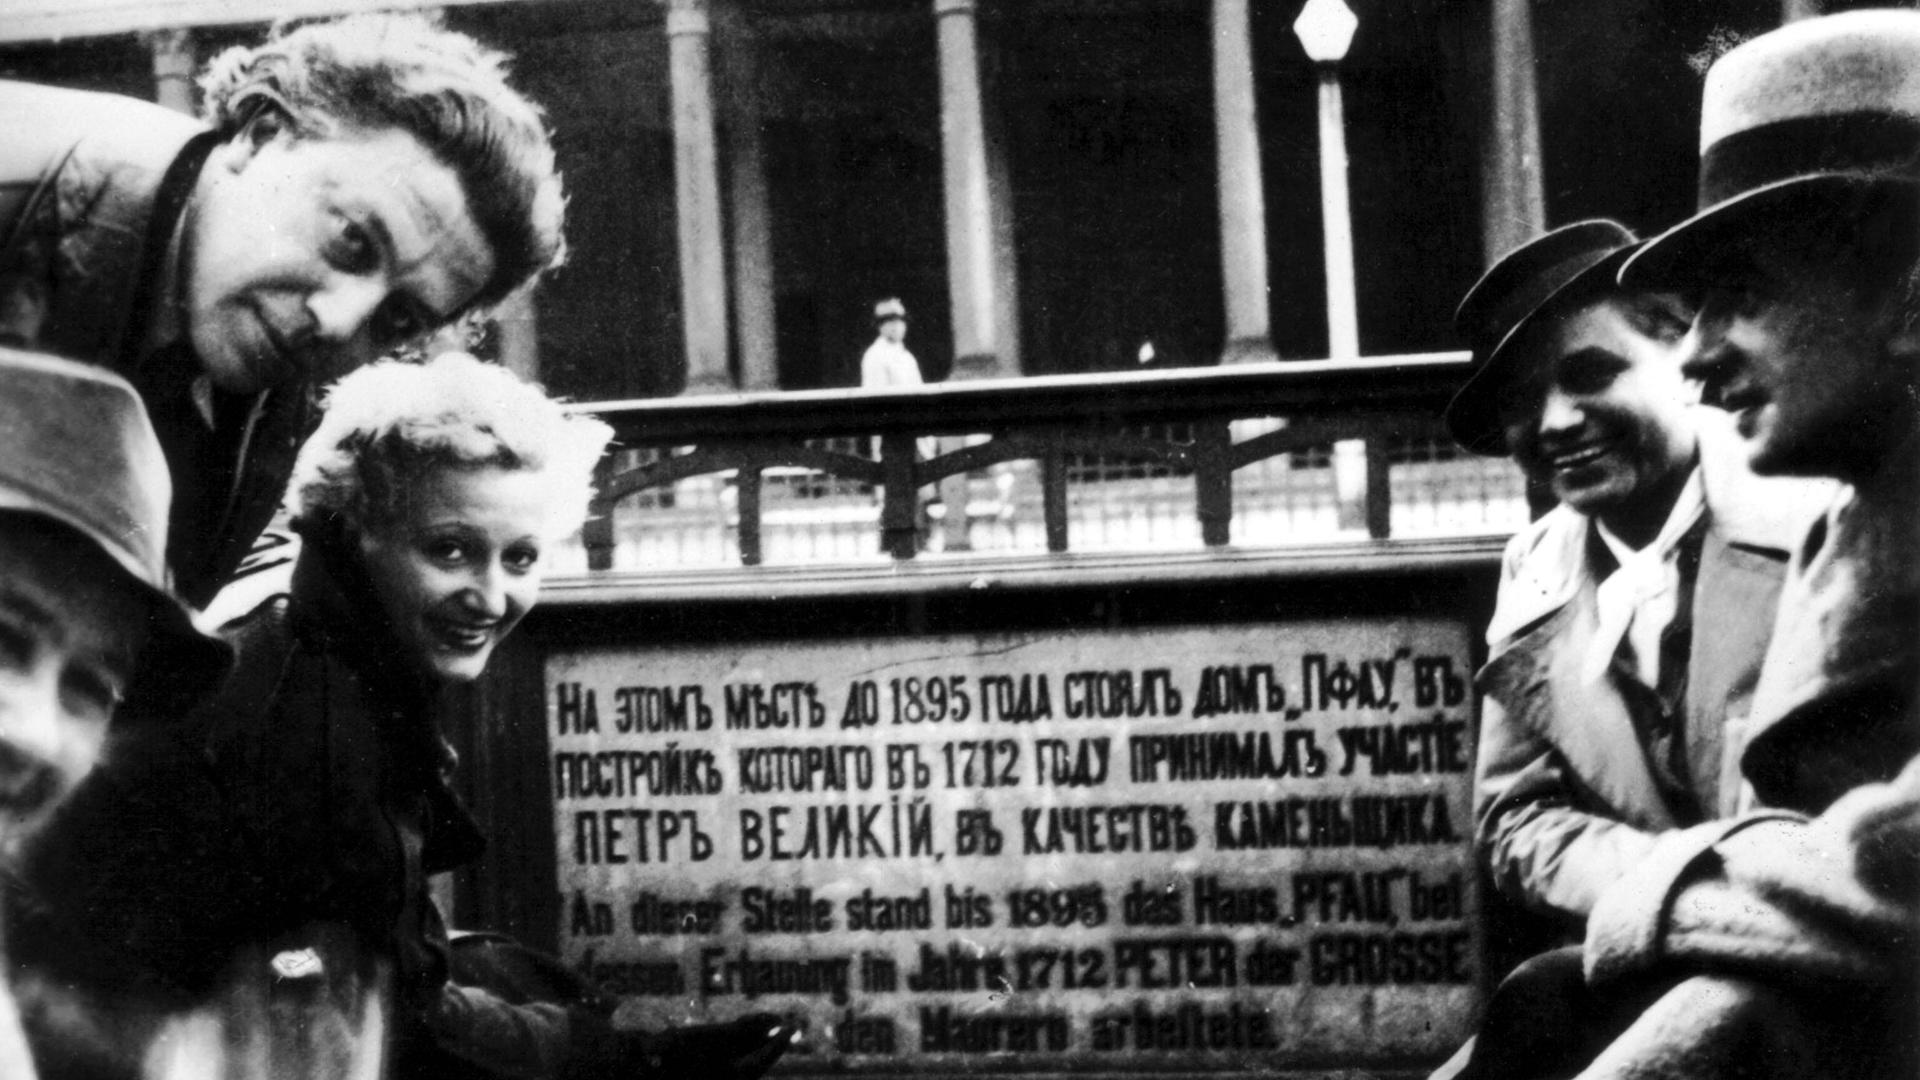 На этомъ мѣстѣ до 1895 года стоялъ домъ „Пфау,“ въ
постройкѣ котораго въ 1712 году принималъ участіе
ПЕТРЪ ВЕЛИКІЙ, въ качествѣ каменьщика.
An dieser Stelle stand bis 1895 das Haus „PFAU,“ bei
dessen Erbauung im Jahre 1712 PETER der GROSSE
den Maurern arbeitete.